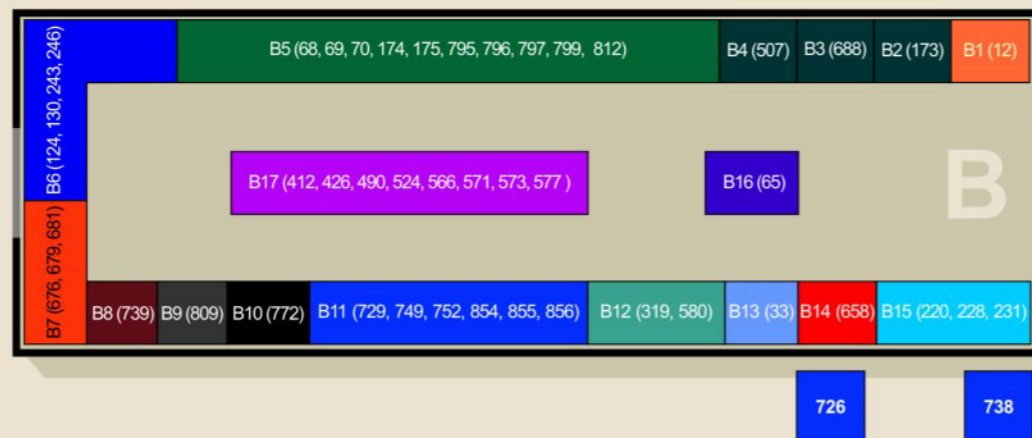 B5 (68, 69, 70, 174, 175, 795, 796, 797, 799, 812)
B4 (507)
B3 (688)
B2 (173)
B1 (12)
B6 (124, 130, 243, 246)
B17 (412, 426, 490, 524, 566, 571, 573, 577 )
B16 (65)
B
B7 (676, 679, 681)
B8 (739)
B9 (809)
B10 (772)
B11 (729, 749, 752, 854, 855, 856)
B12 (319, 580)
B13 (33)
B14 (658)
B15 (220, 228, 231)
726
738